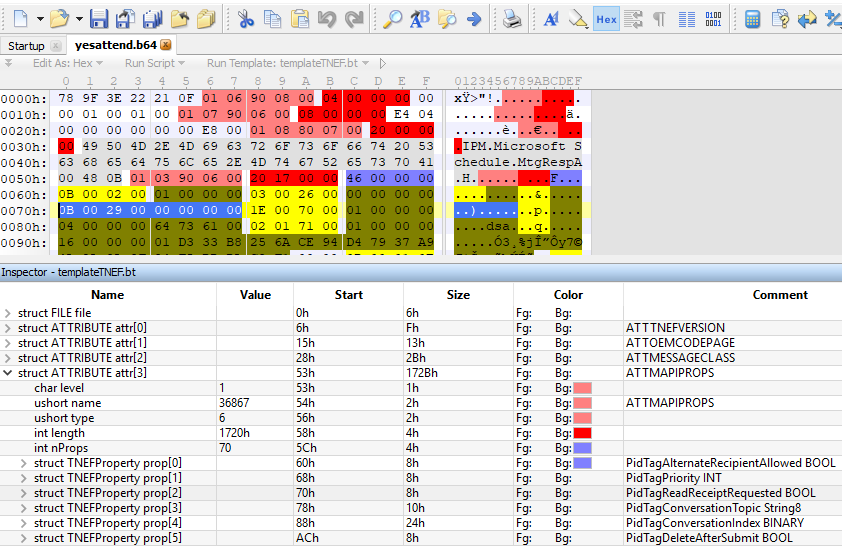 Hex
Startup yesattend.b64
Edit As: Hex Run Script Run Template: templateTNEF.bt
0 1 2 3 4 5 6 7 8 9 A B C D E F 0123456789ABCDEF
0000h: 78 9F 3E 22 21 0F 01 06 90 08 00 04 00 00 00 00 xŸ>"!...........
0010h: 00 01 00 01 00 01 07 90 06 00 08 00 00 00 E4 04 ..............ä.
0020h: 00 00 00 00 00 00 E8 00 01 08 80 07 00 20 00 00 ......è...€.. ..
0030h: 00 49 50 4D 2E 4D 69 63 72 6F 73 6F 66 74 20 53 .IPM.Microsoft S
0040h: 63 68 65 64 75 6C 65 2E 4D 74 67 52 65 73 70 41 chedule.MtgRespA
0050h: 00 48 0B 01 03 90 06 00 20 17 00 00 46 00 00 00 .H...... ...F...
0060h: 0B 00 02 00 01 00 00 00 03 00 26 00 00 00 00 00 ..........&.....
0070h: 0B 00 29 00 00 00 00 00 1E 00 70 00 01 00 00 00 ..).......p.....
0080h: 04 00 00 00 64 73 61 00 02 01 71 00 01 00 00 00 ....dsa...q.....
0090h: 16 00 00 00 01 D3 33 B8 25 6A CE 94 D4 79 37 A9 .....Ó3¸%jΔy7©
Inspector - templateTNEF.bt
Name Value Start Size Color Comment
struct FILE file 0h 6h Fg: Bg:
struct ATTRIBUTE attr[0] 6h Fh Fg: Bg: ATTTNEFVERSION
struct ATTRIBUTE attr[1] 15h 13h Fg: Bg: ATTOEMCODEPAGE
struct ATTRIBUTE attr[2] 28h 2Bh Fg: Bg: ATTMESSAGECLASS
struct ATTRIBUTE attr[3] 53h 172Bh Fg: Bg: ATTMAPIPROPS
char level 1 53h 1h Fg: Bg:
ushort name 36867 54h 2h Fg: Bg: ATTMAPIPROPS
ushort type 6 56h 2h Fg: Bg:
int length 1720h 58h 4h Fg: Bg:
int nProps 70 5Ch 4h Fg: Bg:
struct TNEFProperty prop[0] 60h 8h Fg: Bg: PidTagAlternateRecipientAllowed BOOL
struct TNEFProperty prop[1] 68h 8h Fg: Bg: PidTagPriority INT
struct TNEFProperty prop[2] 70h 8h Fg: Bg: PidTagReadReceiptRequested BOOL
struct TNEFProperty prop[3] 78h 10h Fg: Bg: PidTagConversationTopic String8
struct TNEFProperty prop[4] 88h 24h Fg: Bg: PidTagConversationIndex BINARY
struct TNEFProperty prop[5] ACh 8h Fg: Bg: PidTagDeleteAfterSubmit BOOL